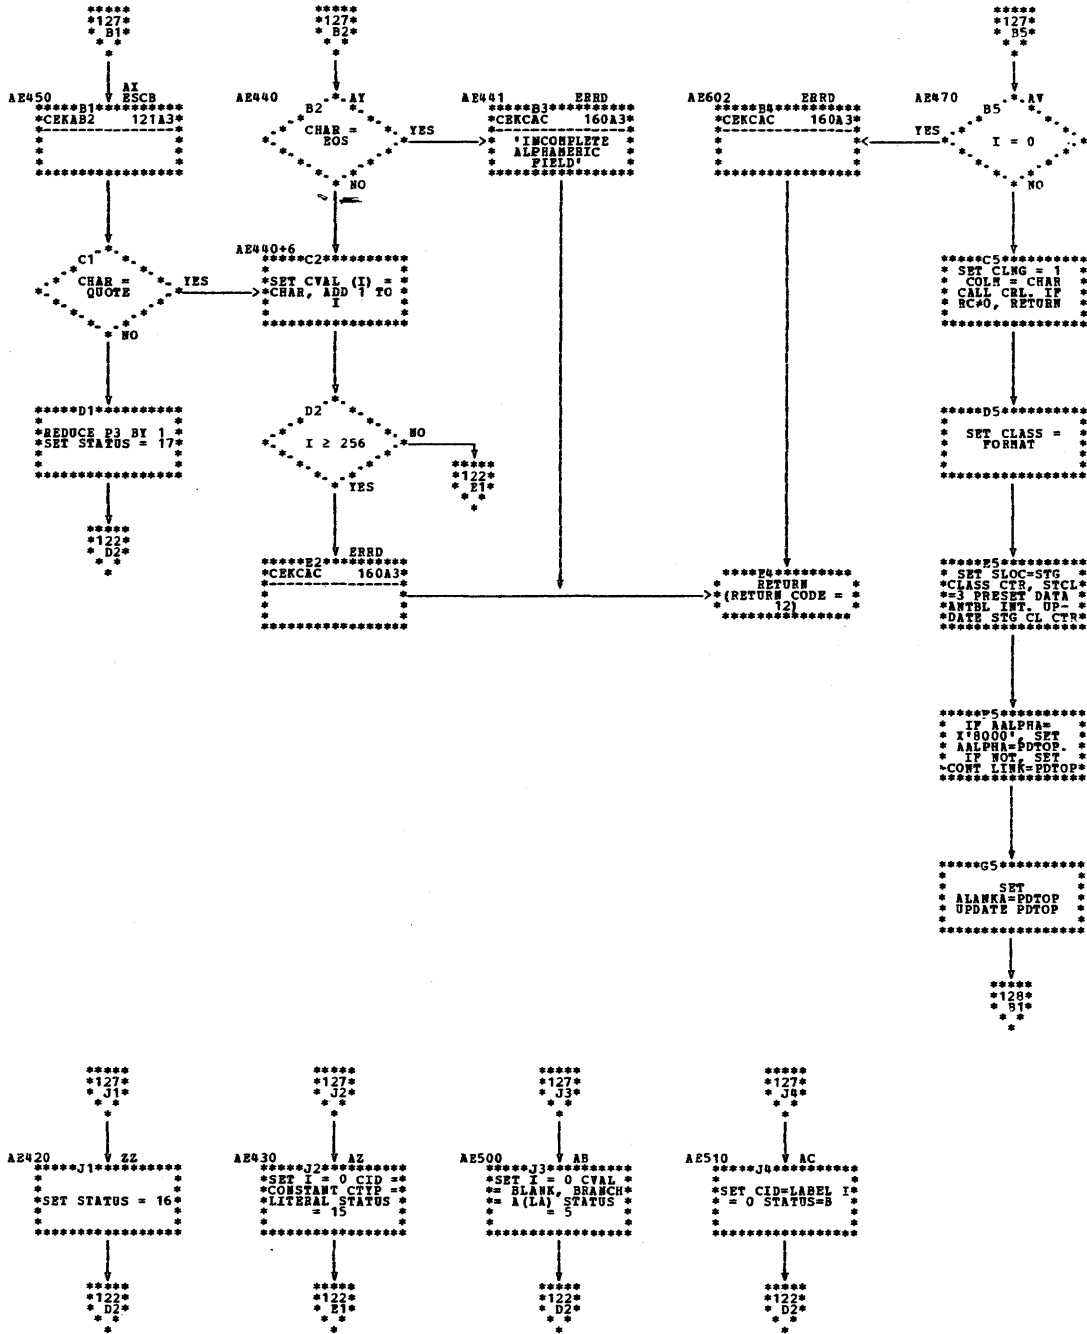 127
B1
127
B2
127
B5
AX
AE450 ESCB
B1
CEKAB2 121A3
AE440 AY
B2
CHAR =
EOS
YES
NO
AE441 ERRD
B3
CEKCAC 160A3
'INCOMPLETE
ALPHAMERIC
FIELD'
AE602 ERRD
B4
CEKCAC 160A3
AE470 AV
B5
YES
I = 0
NO
C1
CHAR =
QUOTE
YES
NO
AE440+6
C2
SET CVAL (I) =
CHAR, ADD 1 TO
I
C5
SET CLNG = 1
COLM = CHAR
CALL CRL. IF
RC≠0, RETURN
D1
REDUCE P3 BY 1
SET STATUS = 17
D2
I ≥ 256
NO
YES
122
E1
D5
SET CLASS =
FORMAT
122
D2
ERRD
E2
CEKCAC 160A3
E4
RETURN
(RETURN CODE =
12)
E5
SET SLOC=STG
CLASS CTR, STCL
=3 PRESET DATA
ANTBL INT. UP-
DATE STG CL CTR
F5
IF AALPHA=
X'8000', SET
AALPHA=PDTOP.
IF NOT, SET
CONT LINK=PDTOP
G5
SET
ALANKA=PDTOP
UPDATE PDTOP
128
B1
127
J1
127
J2
127
J3
127
J4
AE420 ZZ
J1
SET STATUS = 16
AE430 AZ
J2
SET I = 0 CID =
CONSTANT CTYP =
LITERAL STATUS
= 15
AE500 AB
J3
SET I = 0 CVAL
= BLANK, BRANCH
= A(LA) STATUS
= 5
AE510 AC
J4
SET CID=LABEL I
= 0 STATUS=B
122
D2
122
E1
122
D2
122
D2